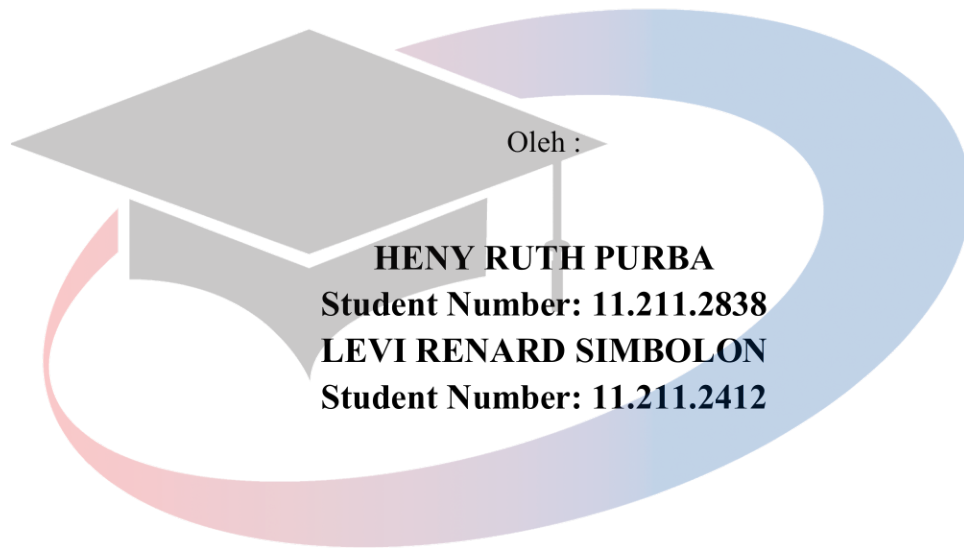 Oleh :
HENY RUTH PURBA
Student Number: 11.211.2838
LEVI RENARD SIMBOLON
Student Number: 11.211.2412